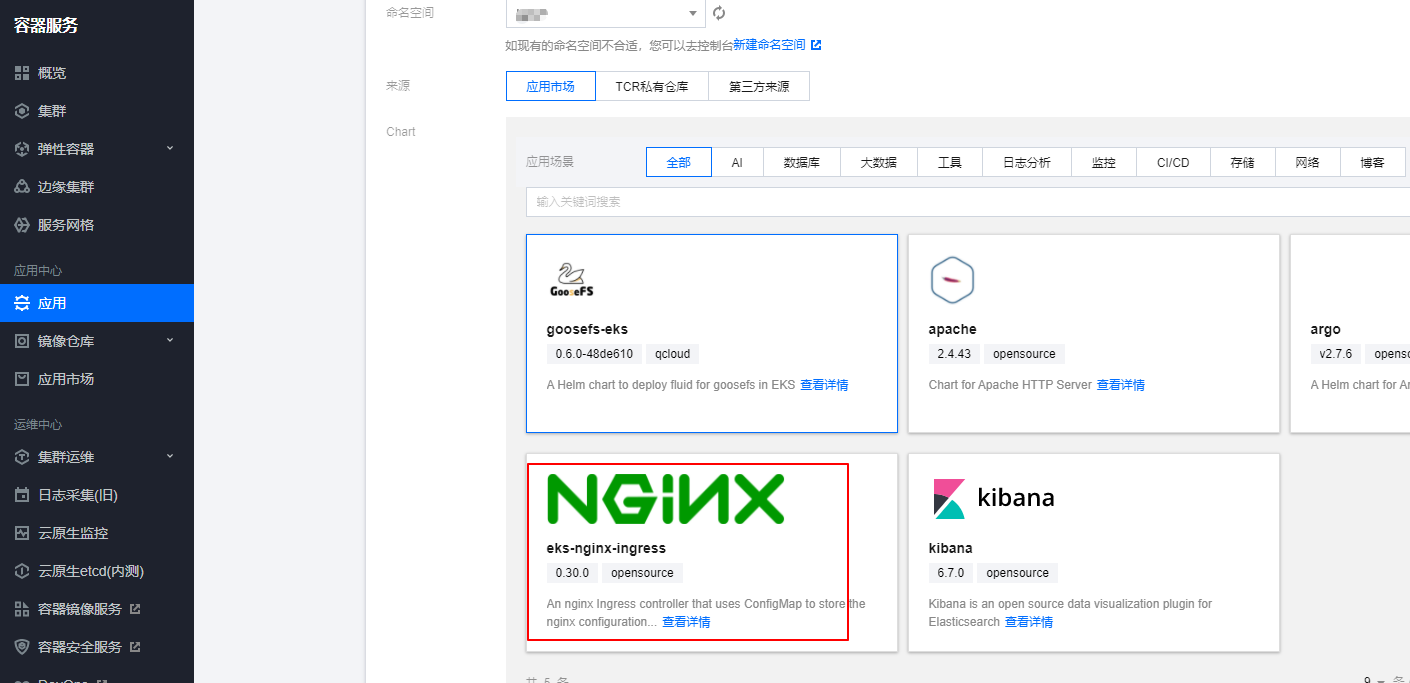 容器服务
概览
集群
弹性容器
边缘集群
服务网格
应用中心
应用
镜像仓库
应用市场
运维中心
集群运维
日志采集(旧)
云原生监控
云原生etcd(内测)
容器镜像服务
容器安全服务
DevOps
命名空间
如现有的命名空间不合适，您可以去控制台新建命名空间
来源
应用市场 TCR私有仓库 第三方来源
Chart
应用场景 全部 AI 数据库 大数据 工具 日志分析 监控 CI/CD 存储 网络 博客
输入关键词搜索
GooseFS
goosefs-eks
0.6.0-48de610 qcloud
A Helm chart to deploy fluid for goosefs in EKS 查看详情
apache
2.4.43 opensource
Chart for Apache HTTP Server 查看详情
argo
v2.7.6 openso
A Helm chart for Ar
NGINX
eks-nginx-ingress
0.30.0 opensource
An nginx Ingress controller that uses ConfigMap to store the
nginx configuration... 查看详情
kibana
kibana
6.7.0 opensource
Kibana is an open source data visualization plugin for
Elasticsearch 查看详情
共 5 条
9 条